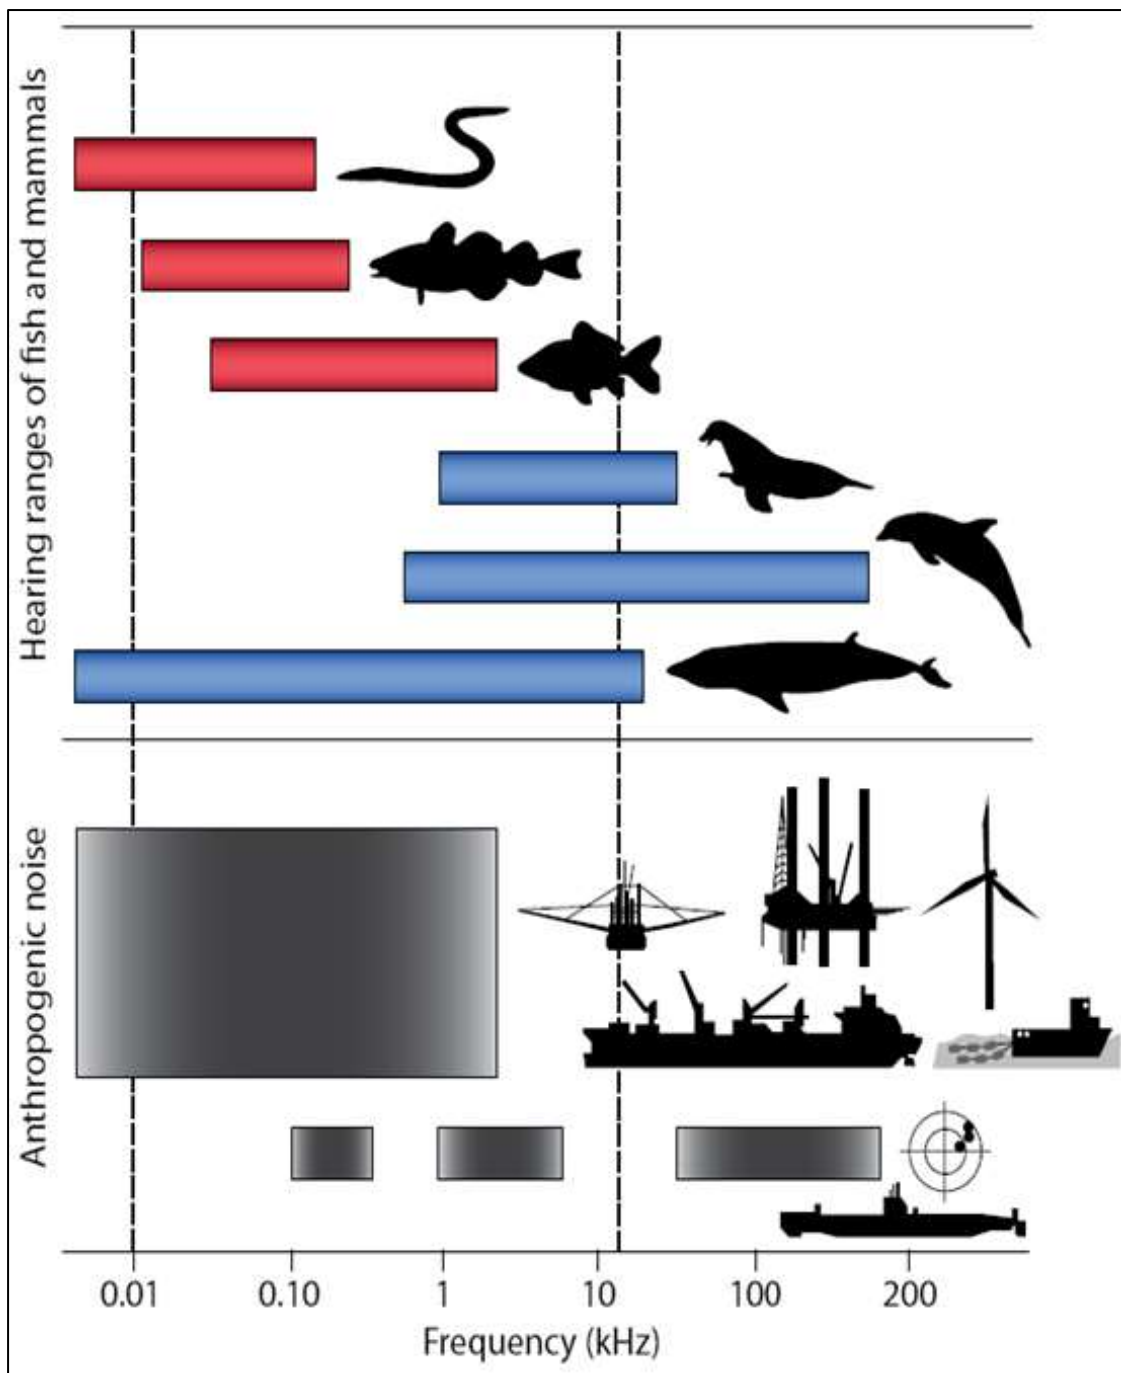 Hearing ranges of fish and mammals
Anthropogenic noise
0.01 0.10 1 10 100 200
Frequency (kHz)